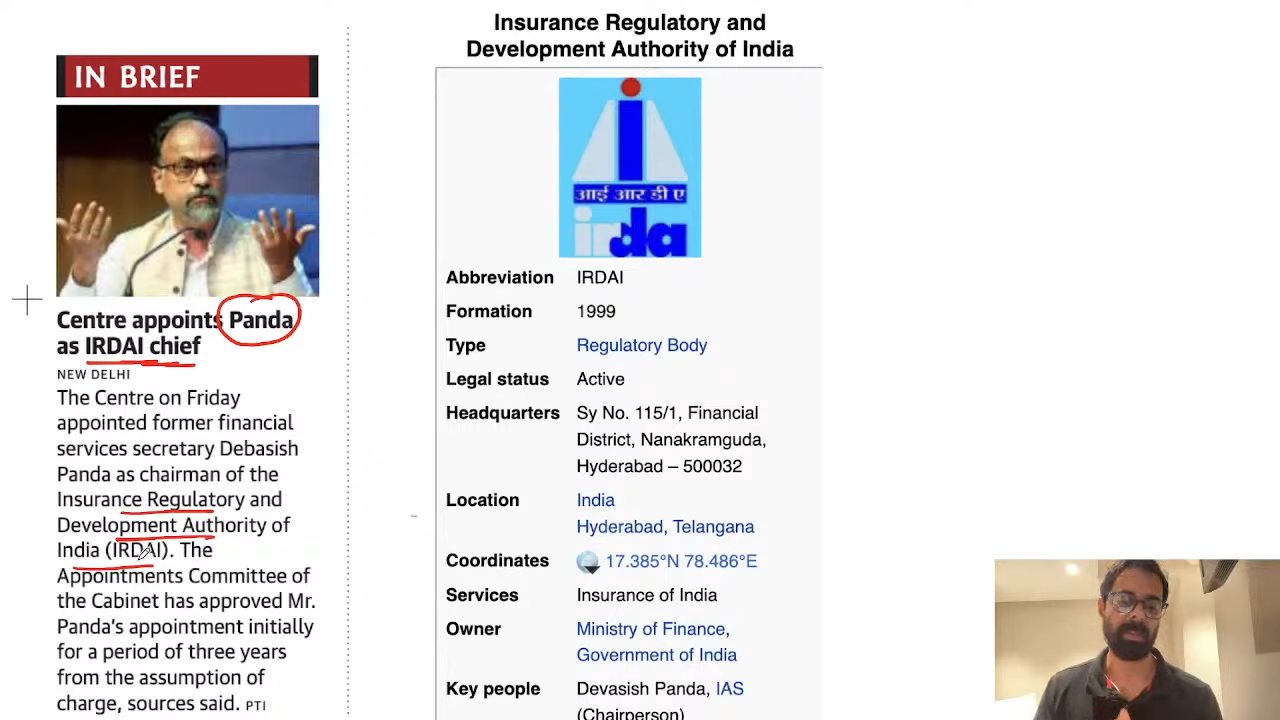 IN BRIEF
Centre appoints Panda
as IRDAI chief
NEW DELHI
The Centre on Friday
appointed former financial
services secretary Debasish
Panda as chairman of the
Insurance Regulatory and
Development Authority of
India (IRDAI). The
Appointments Committee of
the Cabinet has approved Mr.
Panda's appointment initially
for a period of three years
from the assumption of
charge, sources said. PTI
Insurance Regulatory and
Development Authority of India
आई आर डी ए
irda
Abbreviation IRDAI
Formation 1999
Type Regulatory Body
Legal status Active
Headquarters Sy No. 115/1, Financial
District, Nanakramguda,
Hyderabad – 500032
Location India
Hyderabad, Telangana
Coordinates 17.385°N 78.486°E
Services Insurance of India
Owner Ministry of Finance,
Government of India
Key people Devasish Panda, IAS
(Chairperson)